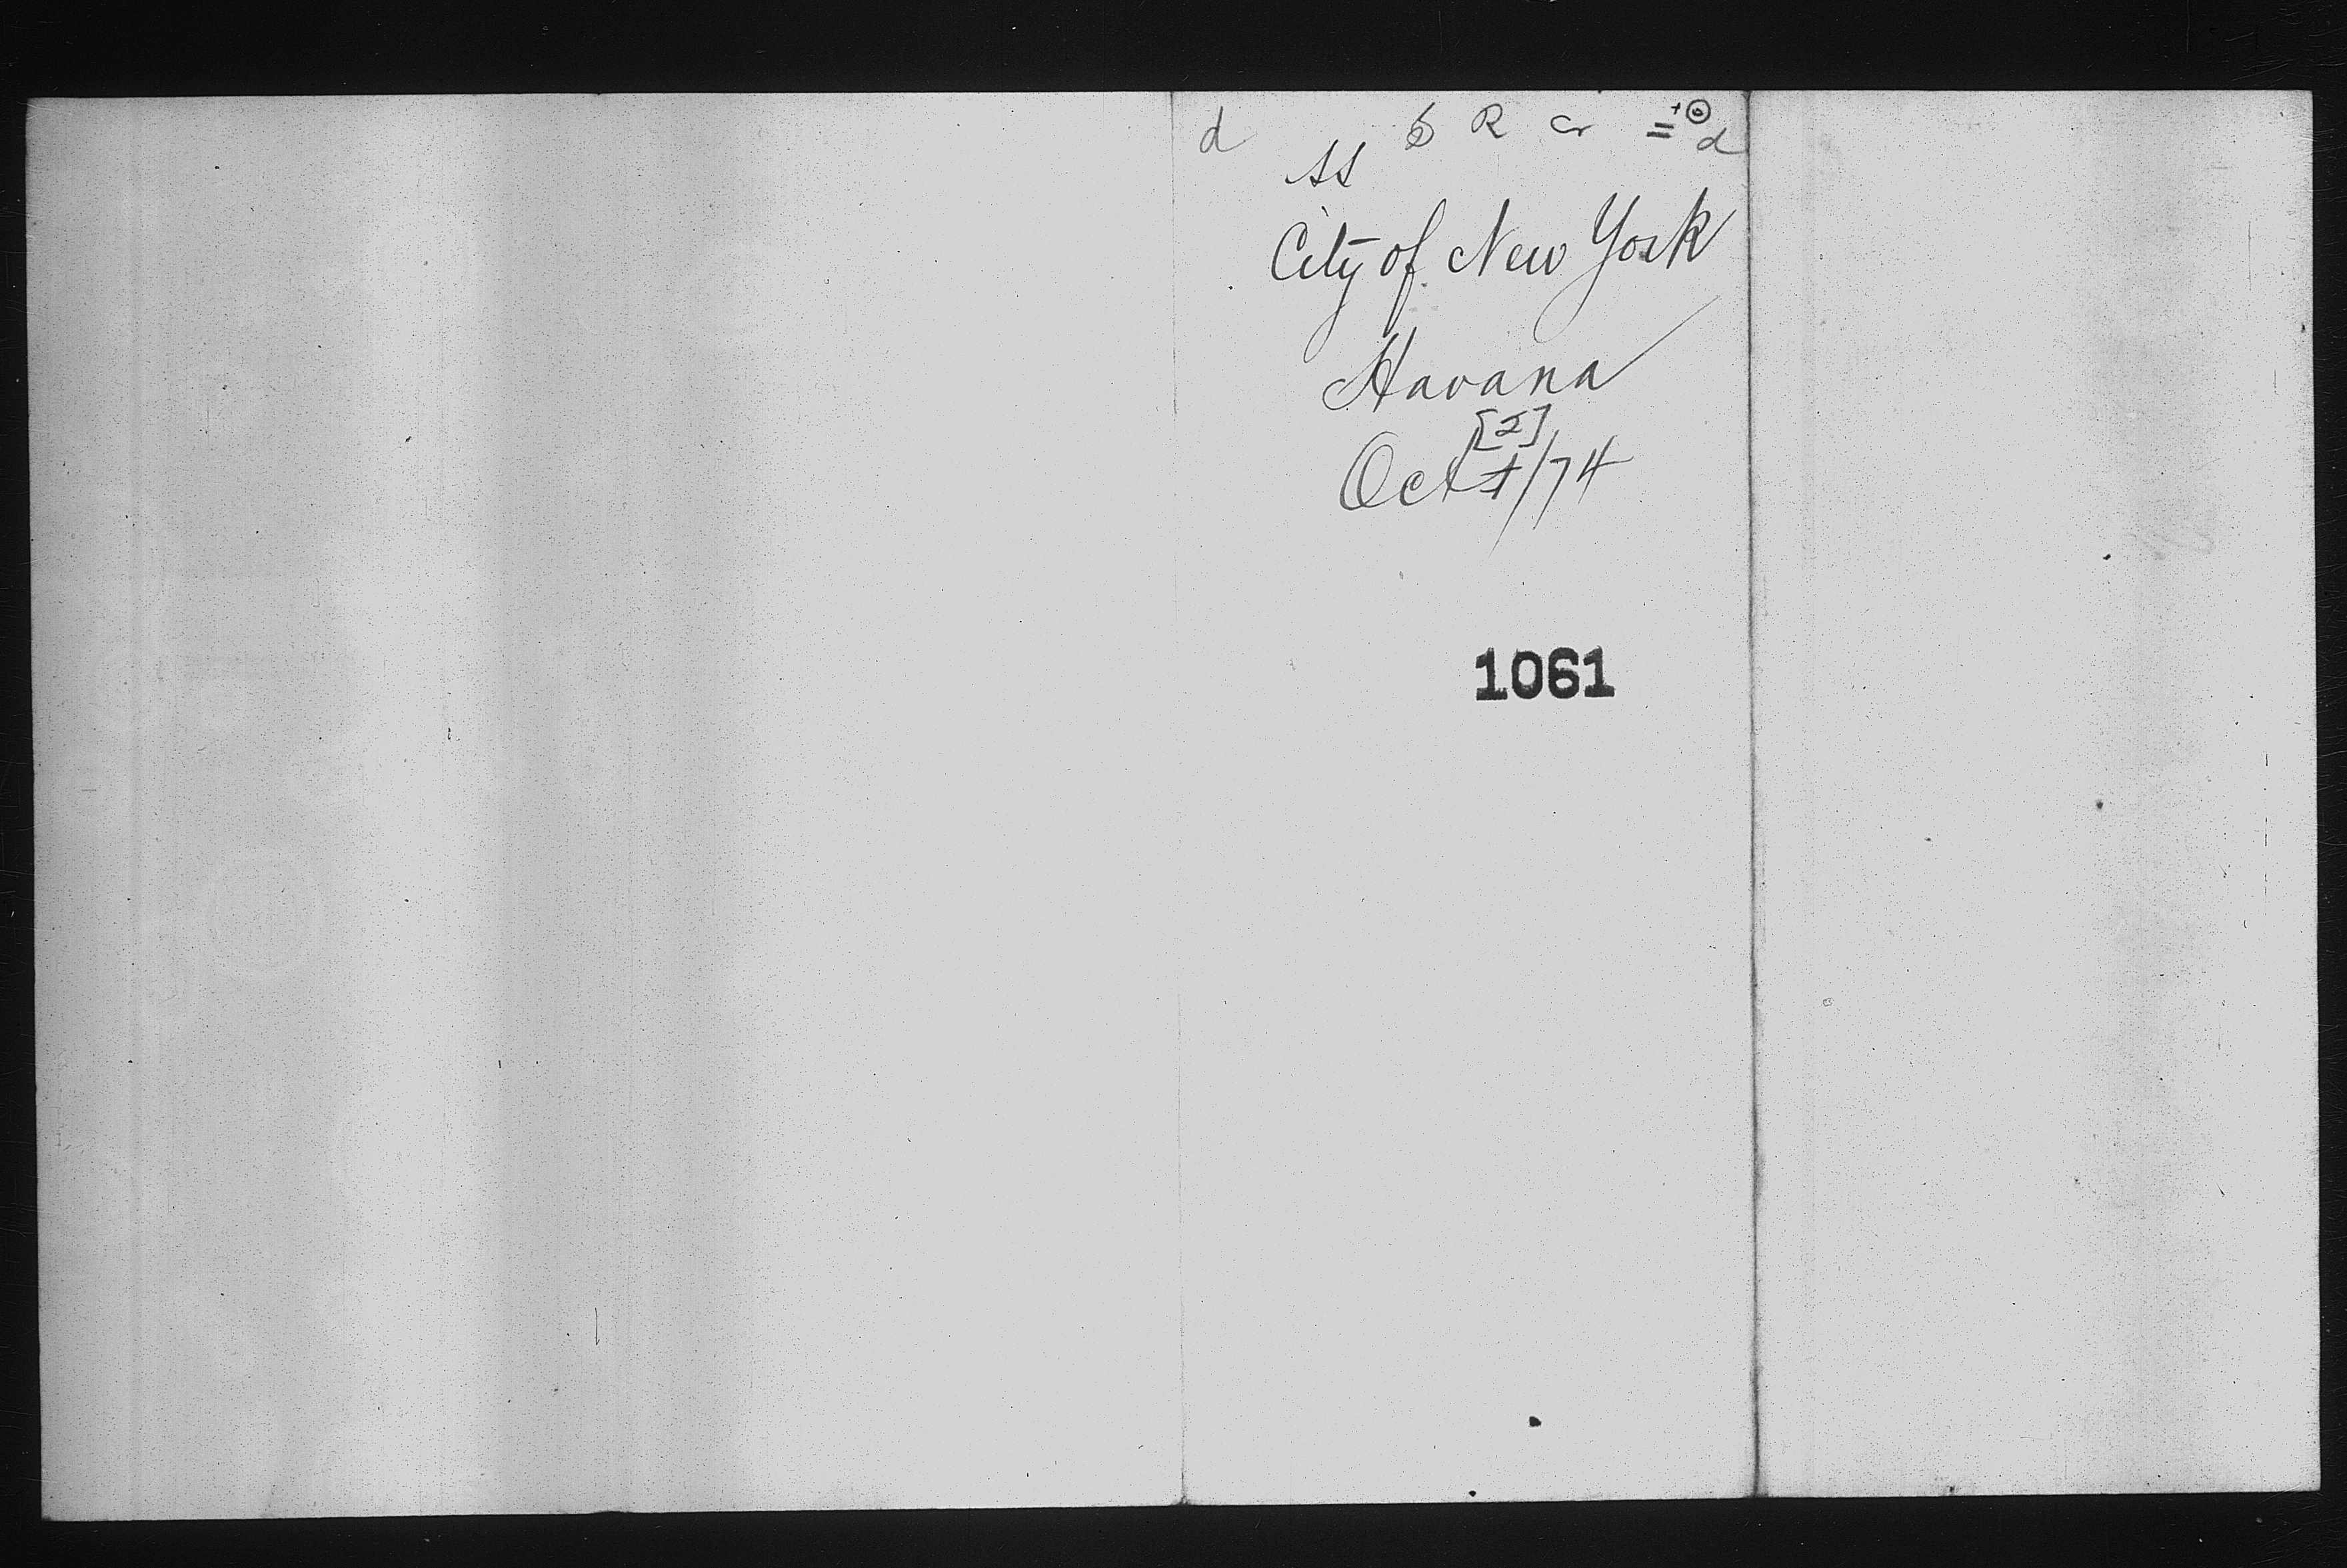 d R Cr = d
SS
City of New York
Havana
[2]
Oct 1/74
1061